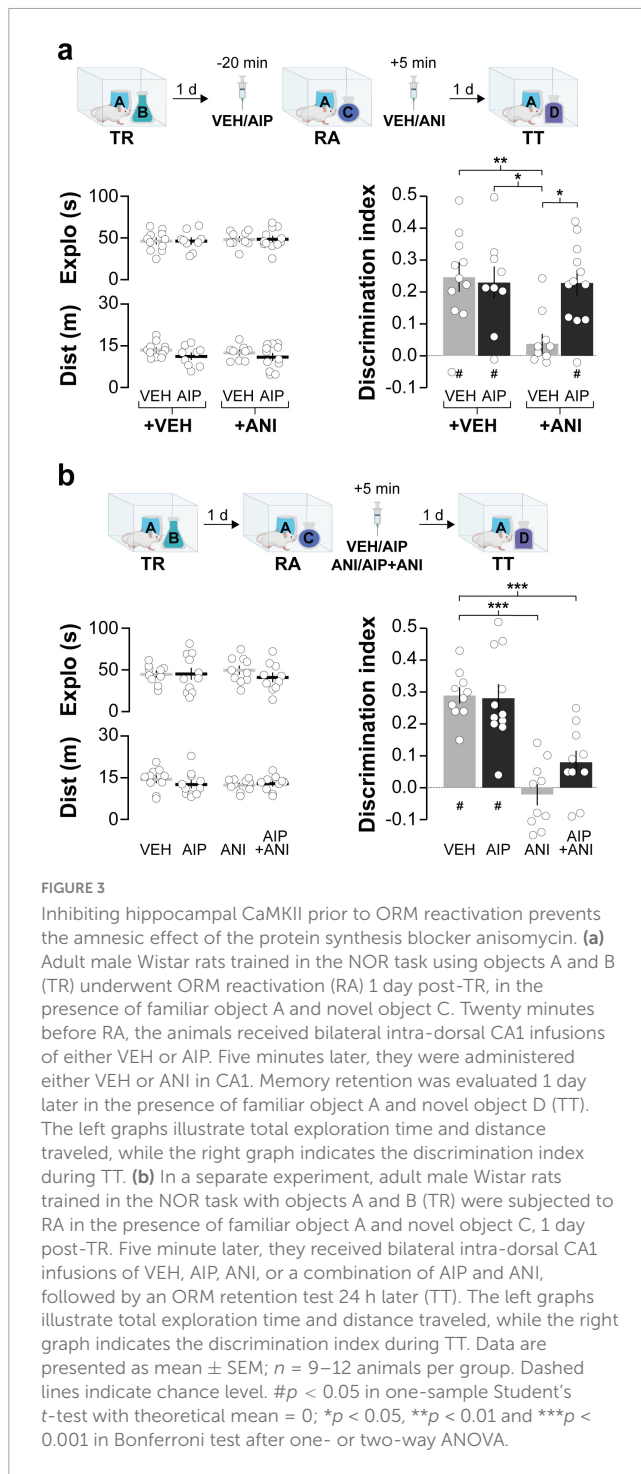 a
-20 min
+5 min
A
B
1 d
VEH/AIP
A
C
VEH/ANI
1 d
A
D
TR
RA
TT
Explo (s)
100
50
0
Dist (m)
30
15
0
VEH AIP VEH AIP
+VEH +ANI
Discrimination index
0.5
0.4
0.3
0.2
0.1
0.0
-0.1
**
*
*
# # #
VEH AIP VEH AIP
+VEH +ANI
b
+5 min
A
B
1 d
A
C
1 d
A
D
TR
RA
VEH/AIP
ANI/AIP+ANI
TT
Explo (s)
100
50
0
Dist (m)
30
15
0
VEH AIP ANI AIP
+ANI
Discrimination index
0.5
0.4
0.3
0.2
0.1
0.0
-0.1
***
***
# #
VEH AIP ANI AIP
+ANI
FIGURE 3
Inhibiting hippocampal CaMKII prior to ORM reactivation prevents
the amnesic effect of the protein synthesis blocker anisomycin. (a)
Adult male Wistar rats trained in the NOR task using objects A and B
(TR) underwent ORM reactivation (RA) 1 day post-TR, in the
presence of familiar object A and novel object C. Twenty minutes
before RA, the animals received bilateral intra-dorsal CA1 infusions
of either VEH or AIP. Five minutes later, they were administered
either VEH or ANI in CA1. Memory retention was evaluated 1 day
later in the presence of familiar object A and novel object D (TT).
The left graphs illustrate total exploration time and distance
traveled, while the right graph indicates the discrimination index
during TT. (b) In a separate experiment, adult male Wistar rats
trained in the NOR task with objects A and B (TR) were subjected to
RA in the presence of familiar object A and novel object C, 1 day
post-TR. Five minute later, they received bilateral intra-dorsal CA1
infusions of VEH, AIP, ANI, or a combination of AIP and ANI,
followed by an ORM retention test 24 h later (TT). The left graphs
illustrate total exploration time and distance traveled, while the right
graph indicates the discrimination index during TT. Data are
presented as mean ± SEM; n = 9–12 animals per group. Dashed
lines indicate chance level. #p < 0.05 in one-sample Student's
t-test with theoretical mean = 0; *p < 0.05, **p < 0.01 and ***p <
0.001 in Bonferroni test after one- or two-way ANOVA.